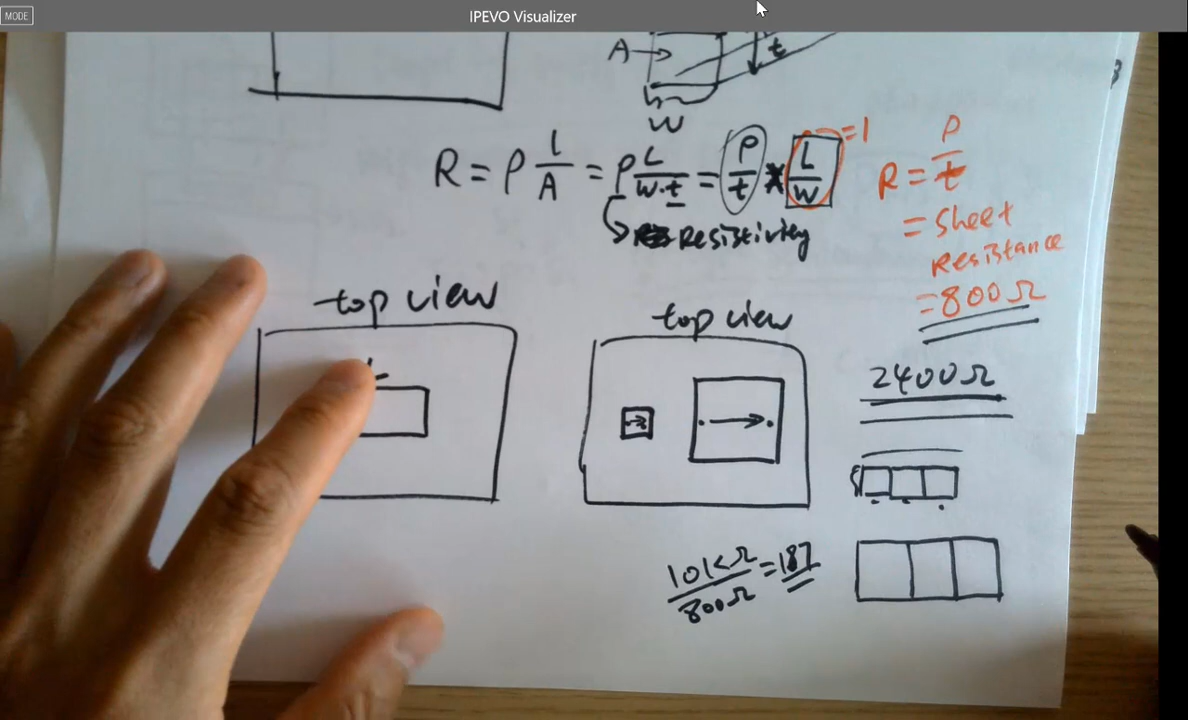 MODE
IPEVO Visualizer
A→
t
W
R = ρ l/A = ρ L/W·t = ρ/t * L/W =1
Resistivity
R = ρ/t
= Sheet
Resistance
= 800Ω
top view
top view
L
2400Ω
10kΩ/800Ω = 187